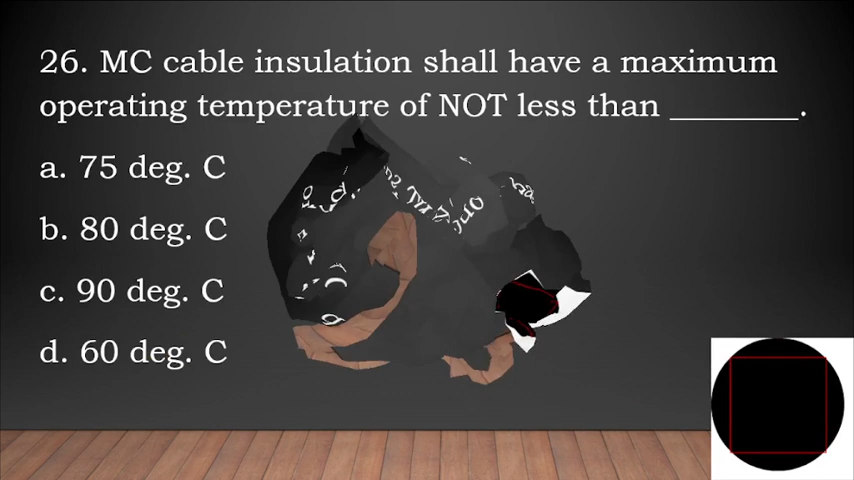 26. MC cable insulation shall have a maximum
operating temperature of NOT less than ________.
a. 75 deg. C
b. 80 deg. C
c. 90 deg. C
d. 60 deg. C